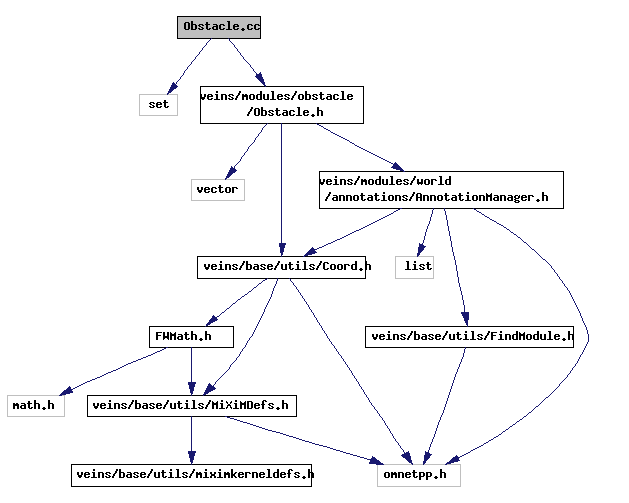 Obstacle.cc
set
veins/modules/obstacle
/Obstacle.h
vector
veins/modules/world
/annotations/AnnotationManager.h
veins/base/utils/Coord.h
list
FWMath.h
veins/base/utils/FindModule.h
math.h
veins/base/utils/MiXiMDefs.h
veins/base/utils/miximkerneldefs.h
omnetpp.h